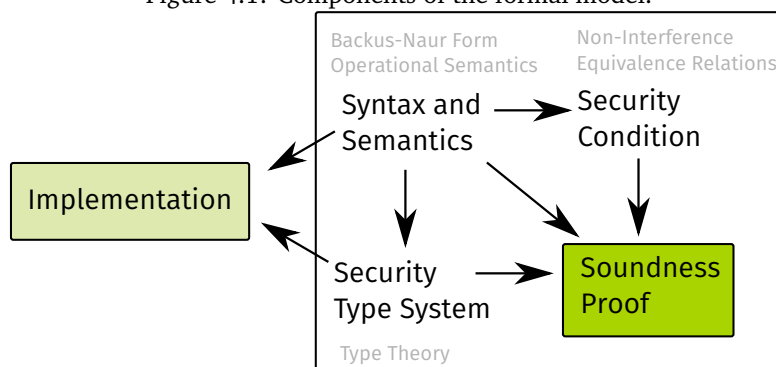 Figure 4.1: Components of the formal model.
Backus-Naur Form
Operational Semantics
Non-Interference
Equivalence Relations
Syntax and
Semantics
Security
Condition
Implementation
Security
Type System
Soundness
Proof
Type Theory